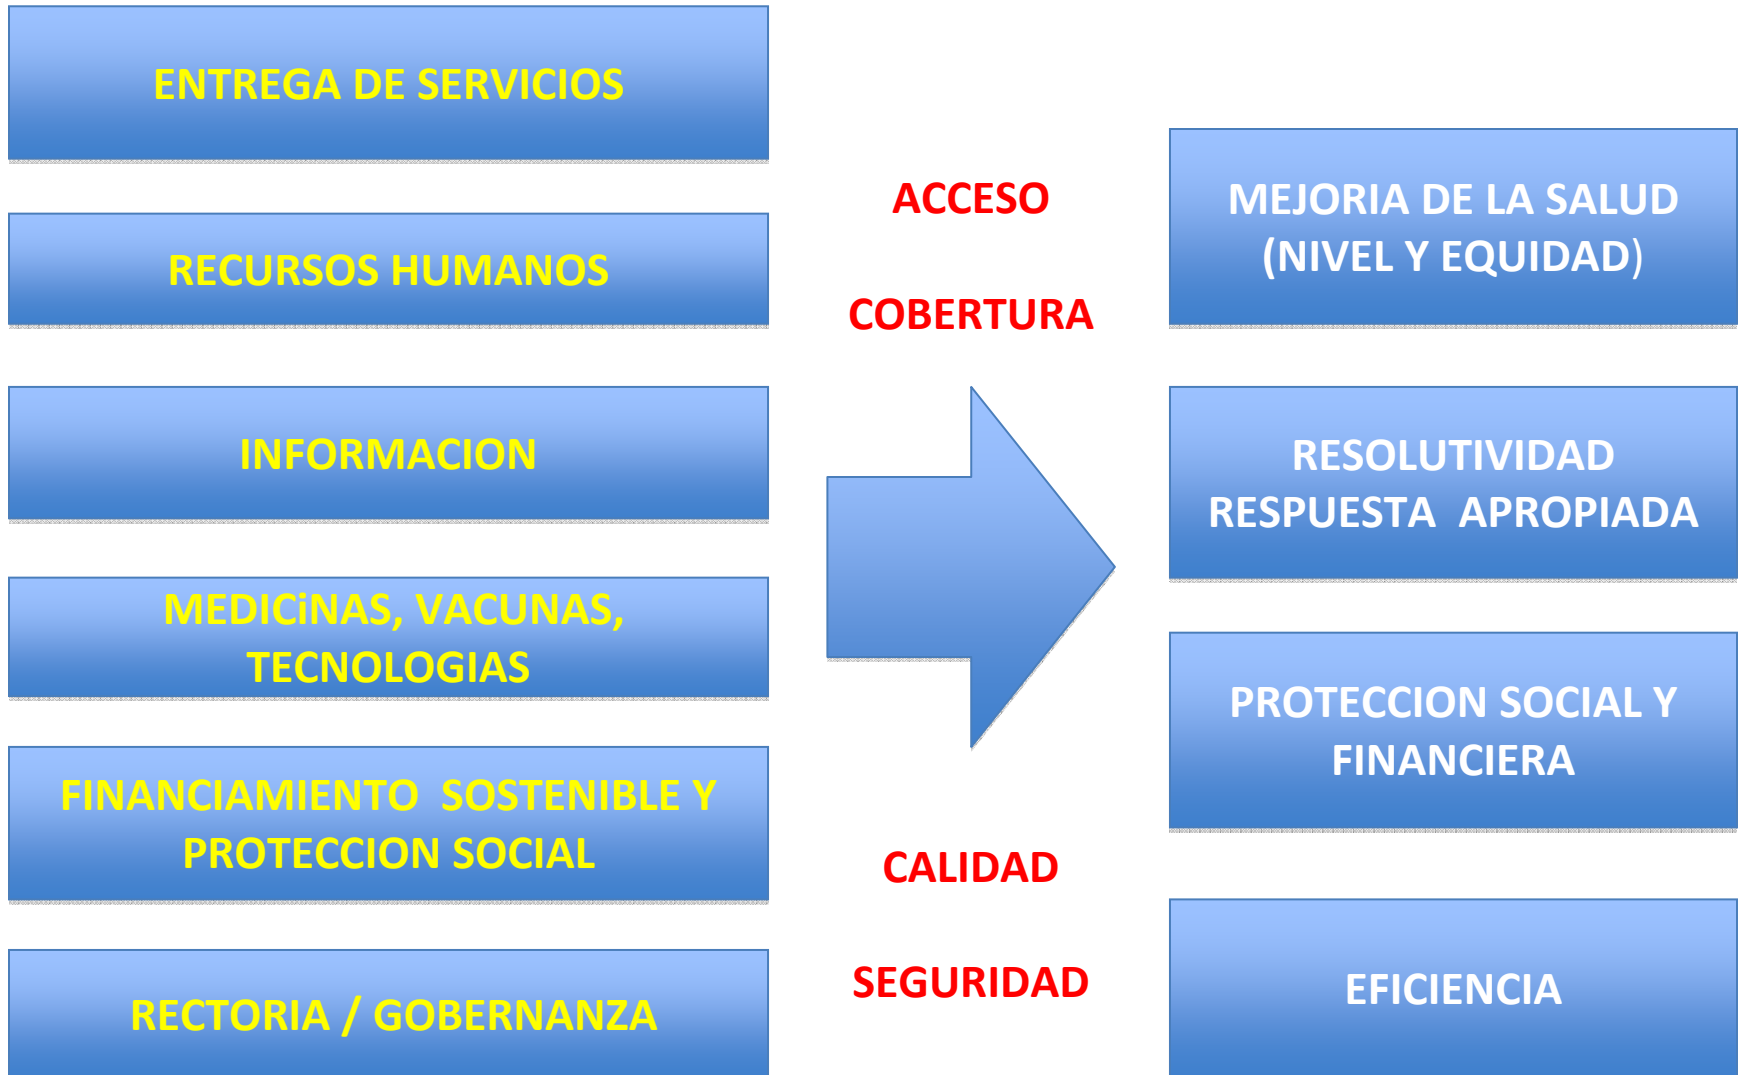 ENTREGA DE SERVICIOS
RECURSOS HUMANOS
INFORMACION
MEDICiNAS, VACUNAS,
TECNOLOGIAS
FINANCIAMIENTO SOSTENIBLE Y
PROTECCION SOCIAL
RECTORIA / GOBERNANZA
ACCESO
COBERTURA
CALIDAD
SEGURIDAD
MEJORIA DE LA SALUD
(NIVEL Y EQUIDAD)
RESOLUTIVIDAD
RESPUESTA APROPIADA
PROTECCION SOCIAL Y
FINANCIERA
EFICIENCIA